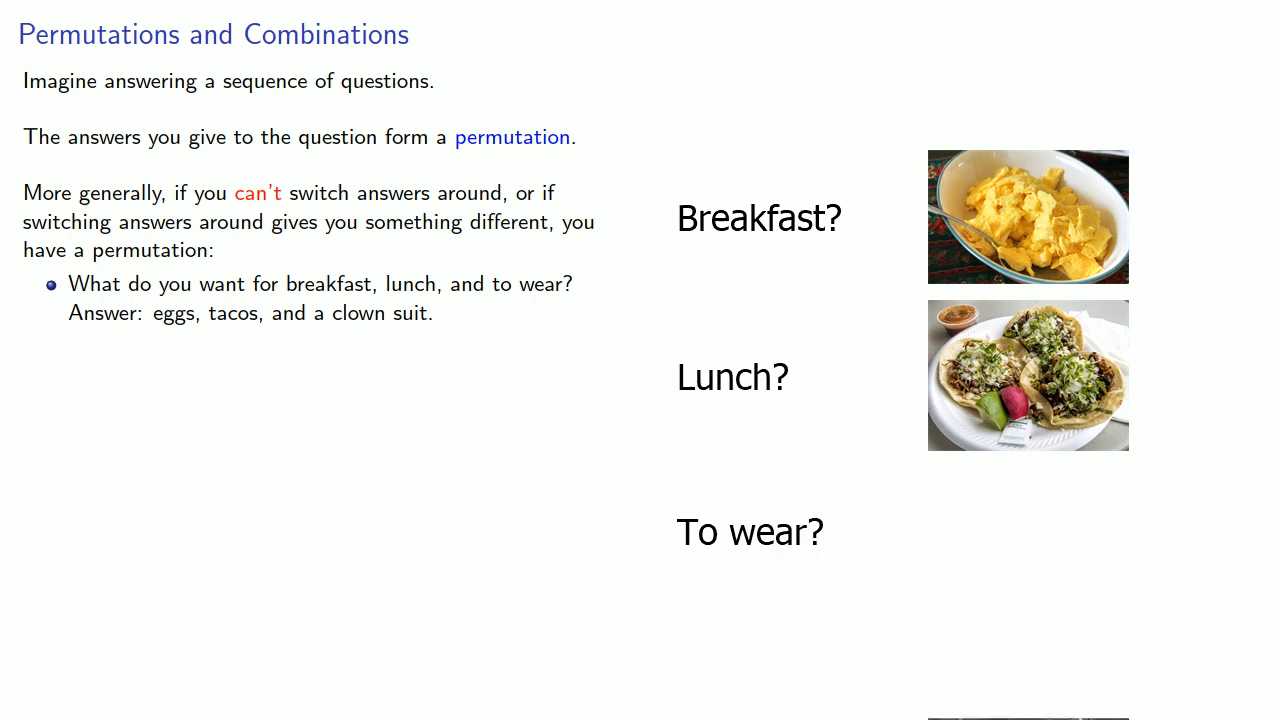 Permutations and Combinations
Imagine answering a sequence of questions.
The answers you give to the question form a permutation.
More generally, if you can't switch answers around, or if
switching answers around gives you something different, you
have a permutation:
What do you want for breakfast, lunch, and to wear?
Answer: eggs, tacos, and a clown suit.
Breakfast?
Lunch?
To wear?